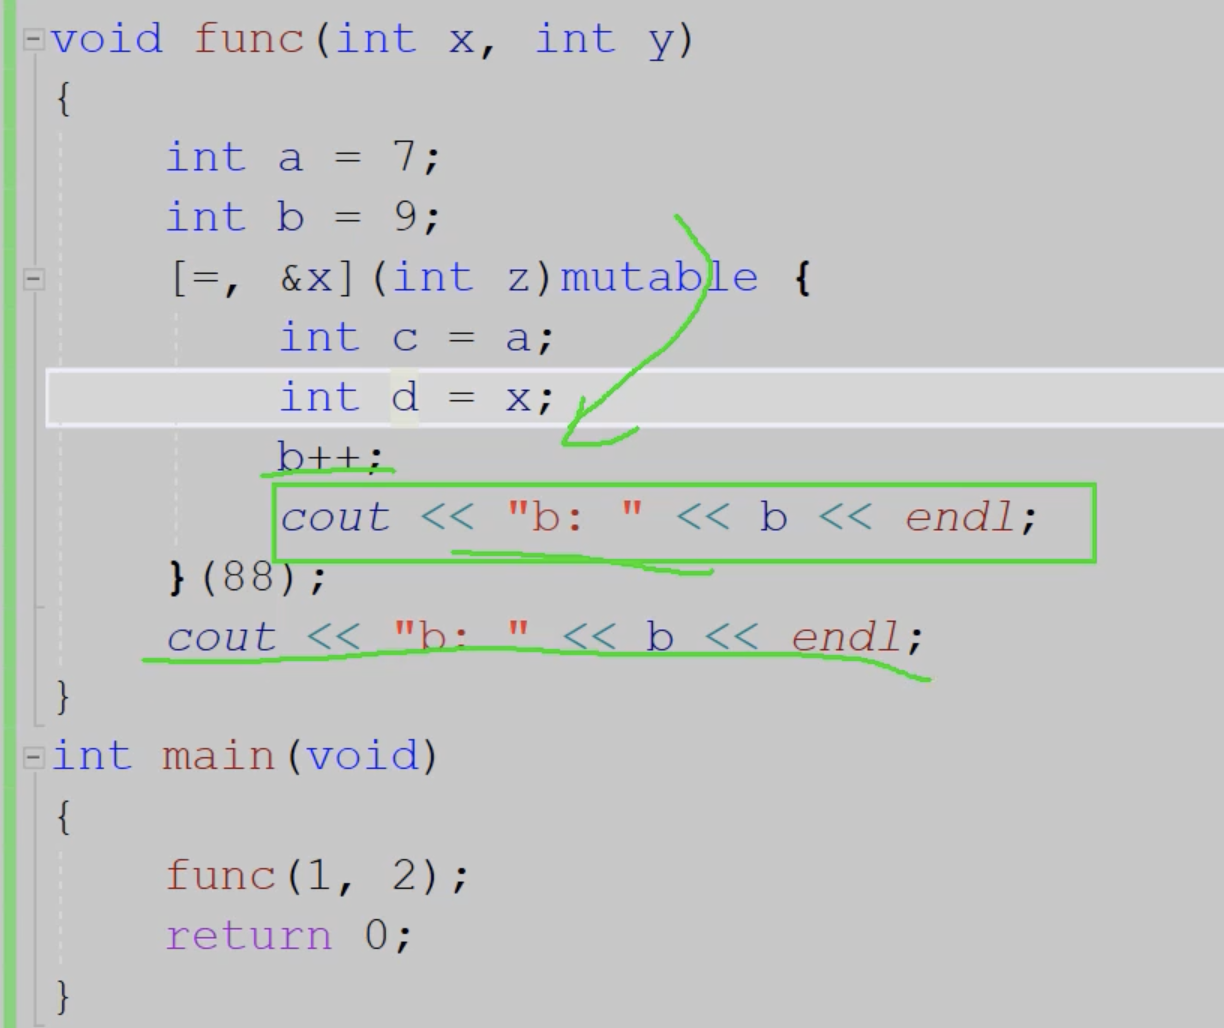 void func(int x, int y)
{
int a = 7;
int b = 9;
[=, &x](int z)mutable {
int c = a;
int d = x;
b++;
cout << "b: " << b << endl;
}(88);
cout << "b: " << b << endl;
}
int main(void)
{
func(1, 2);
return 0;
}